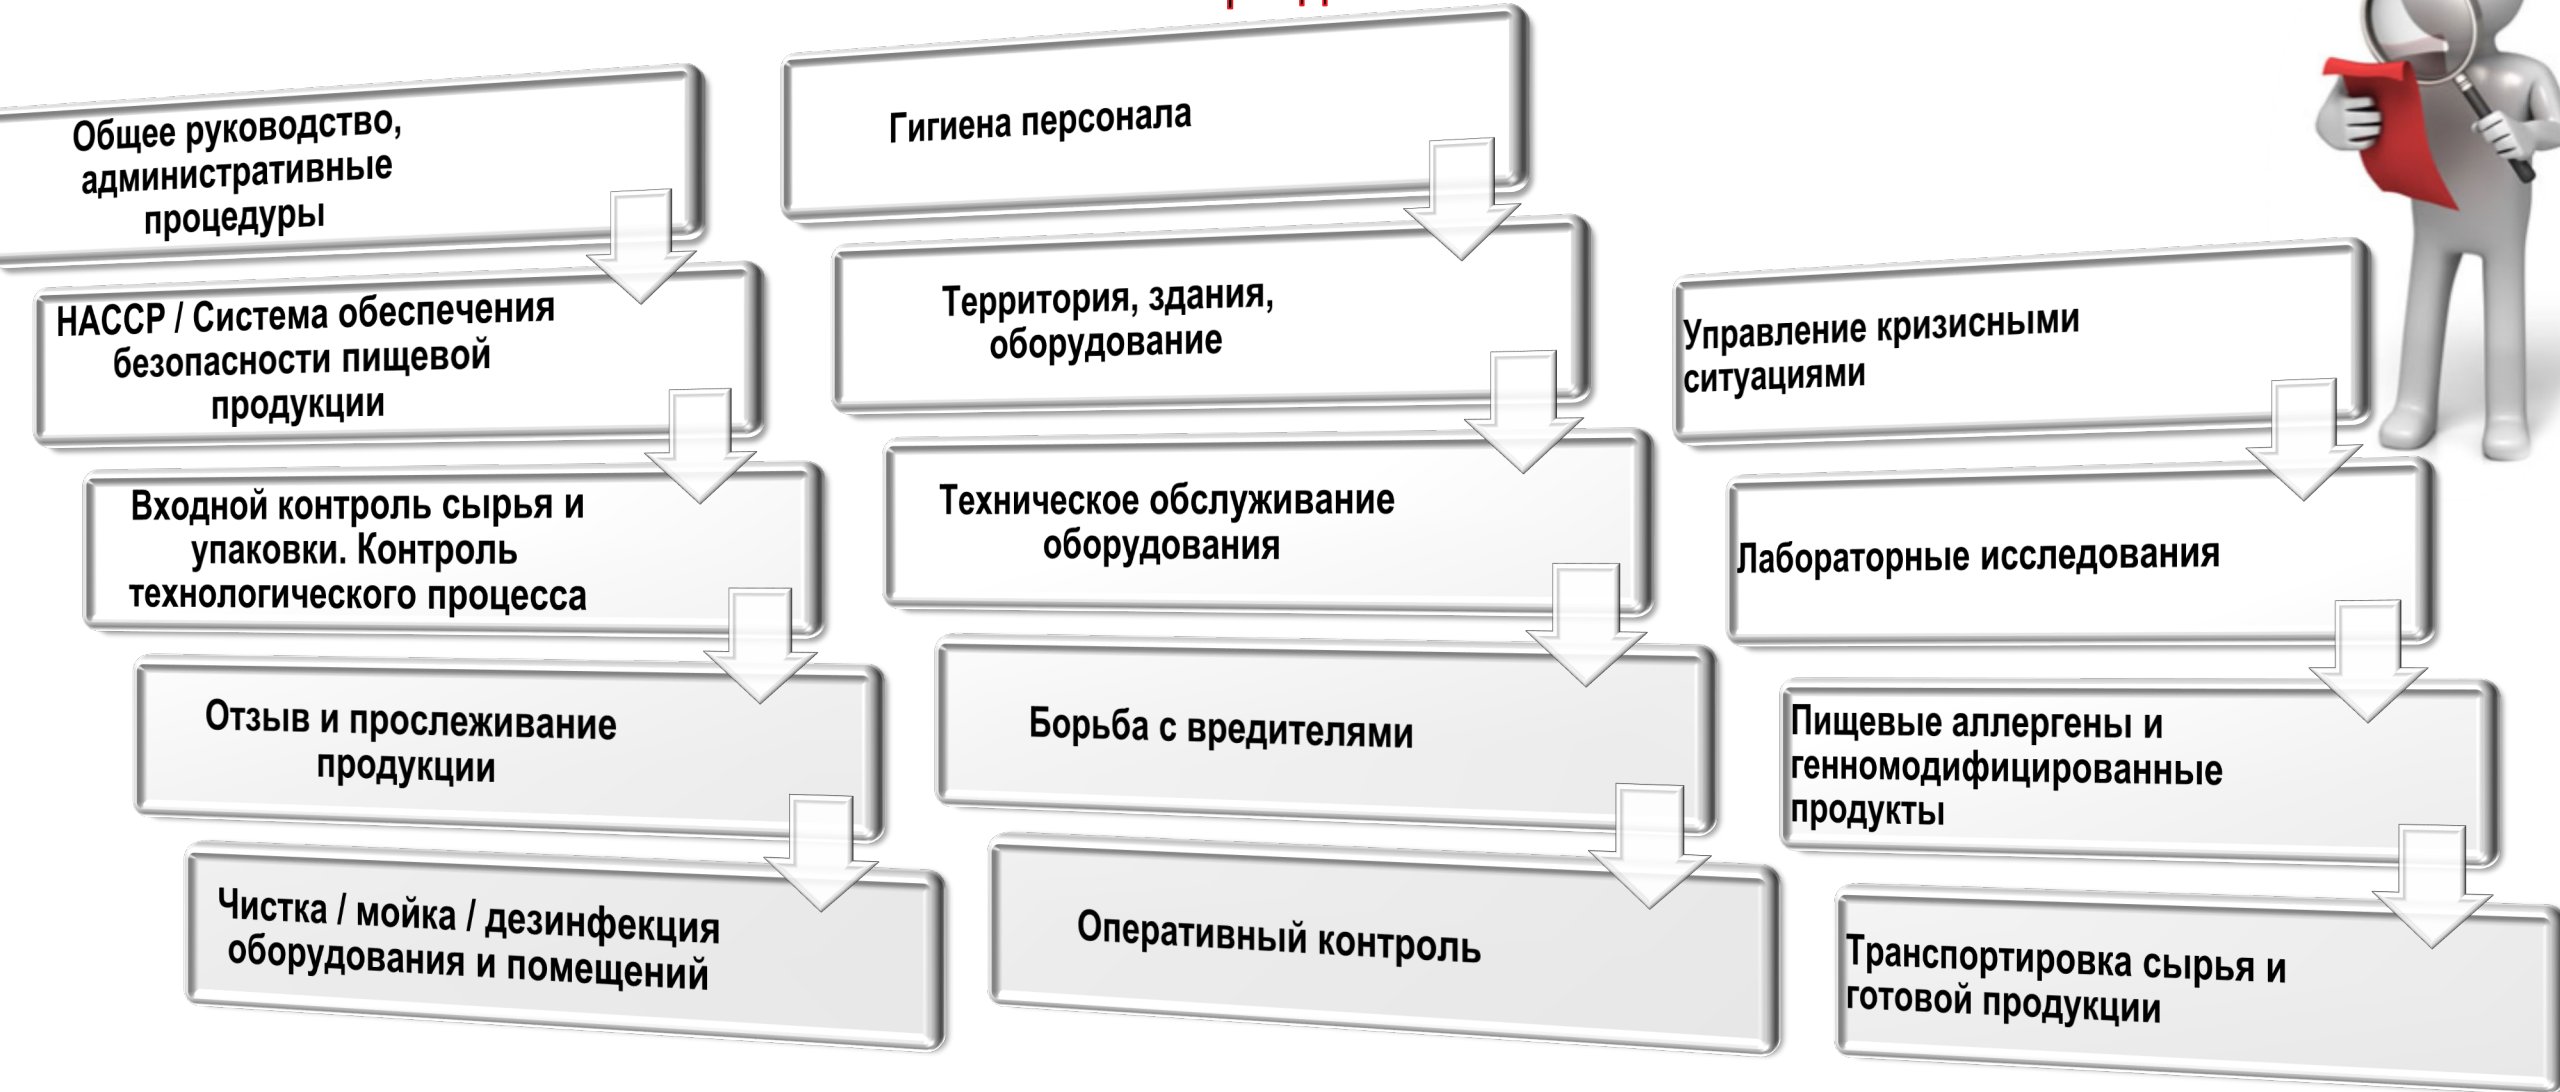 Общее руководство,
административные
процедуры
HACCP / Система обеспечения
безопасности пищевой
продукции
Входной контроль сырья и
упаковки. Контроль
технологического процесса
Отзыв и прослеживание
продукции
Чистка / мойка / дезинфекция
оборудования и помещений
Гигиена персонала
Территория, здания,
оборудование
Техническое обслуживание
оборудования
Борьба с вредителями
Оперативный контроль
Управление кризисными
ситуациями
Лабораторные исследования
Пищевые аллергены и
генномодифицированные
продукты
Транспортировка сырья и
готовой продукции